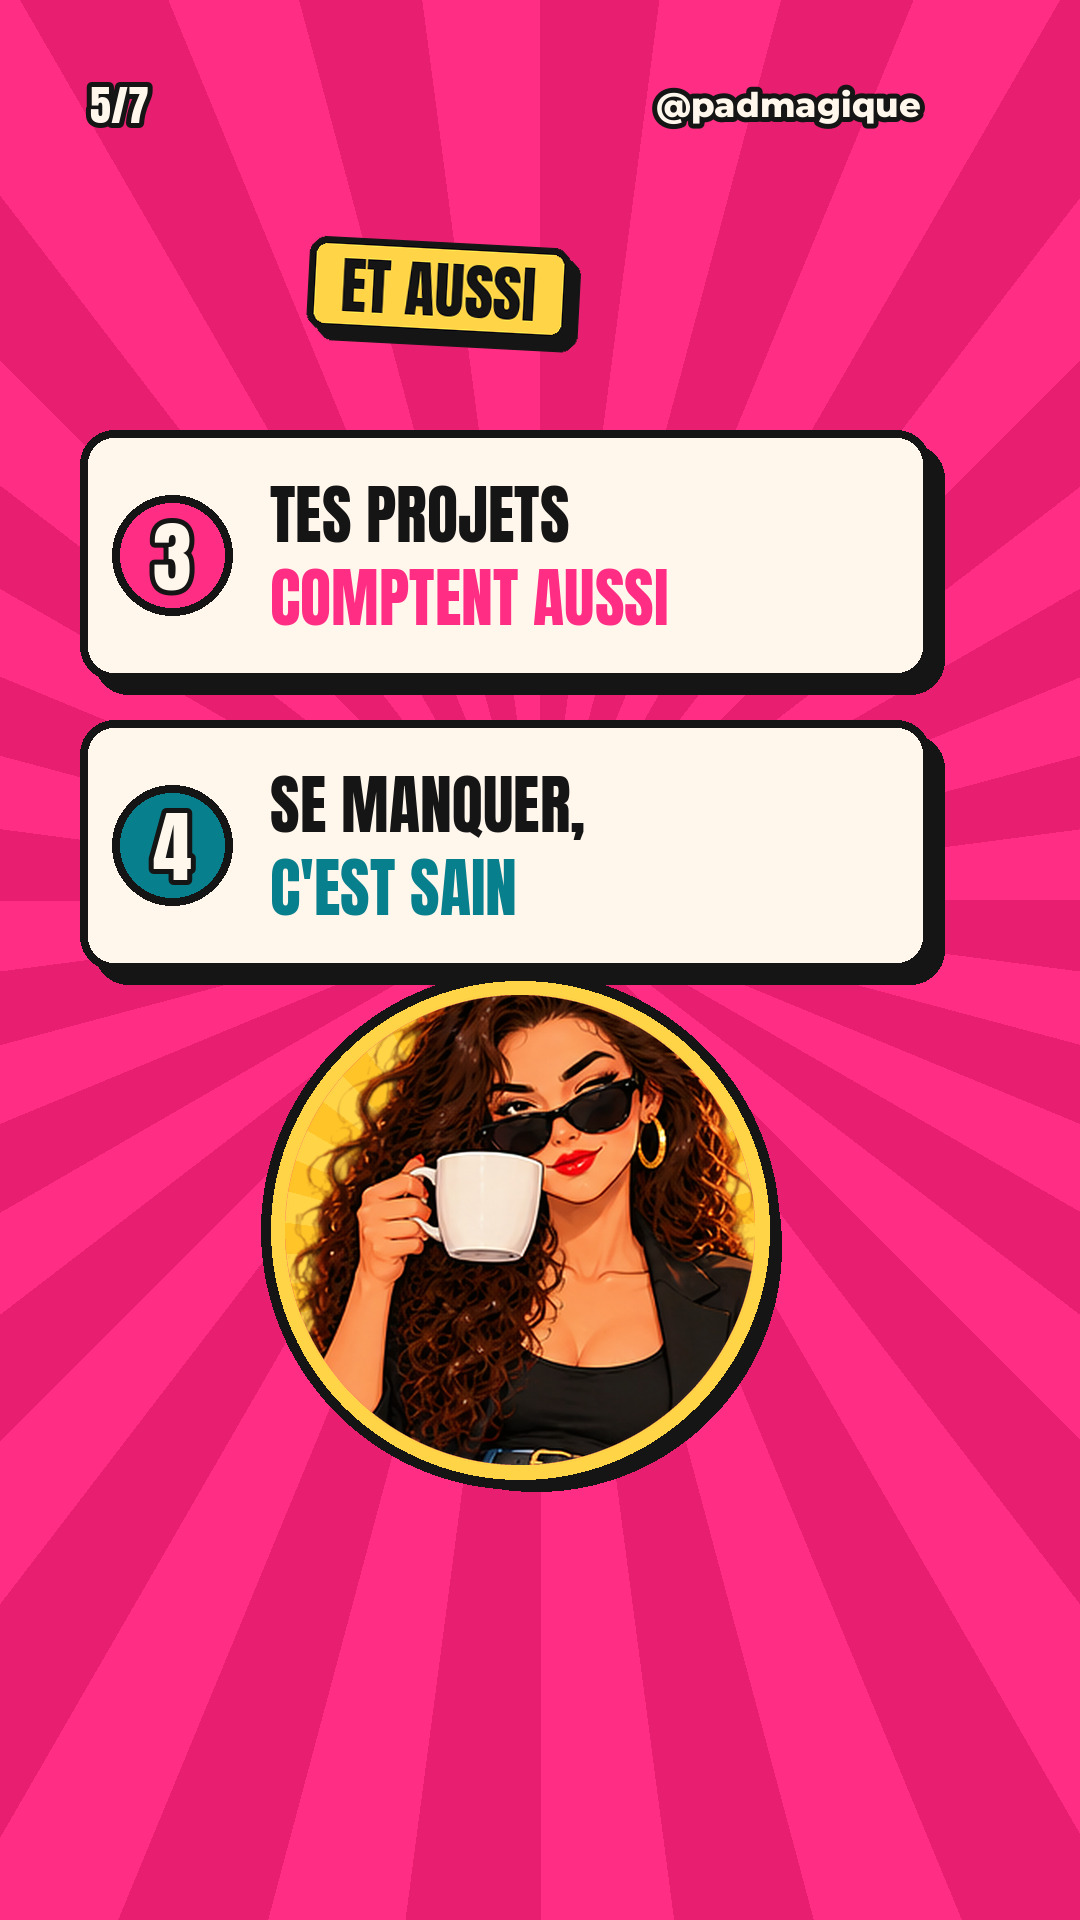 5/7
@padmagique
ET AUSSI
3
TES PROJETS
COMPTENT AUSSI
4
SE MANQUER,
C'EST SAIN